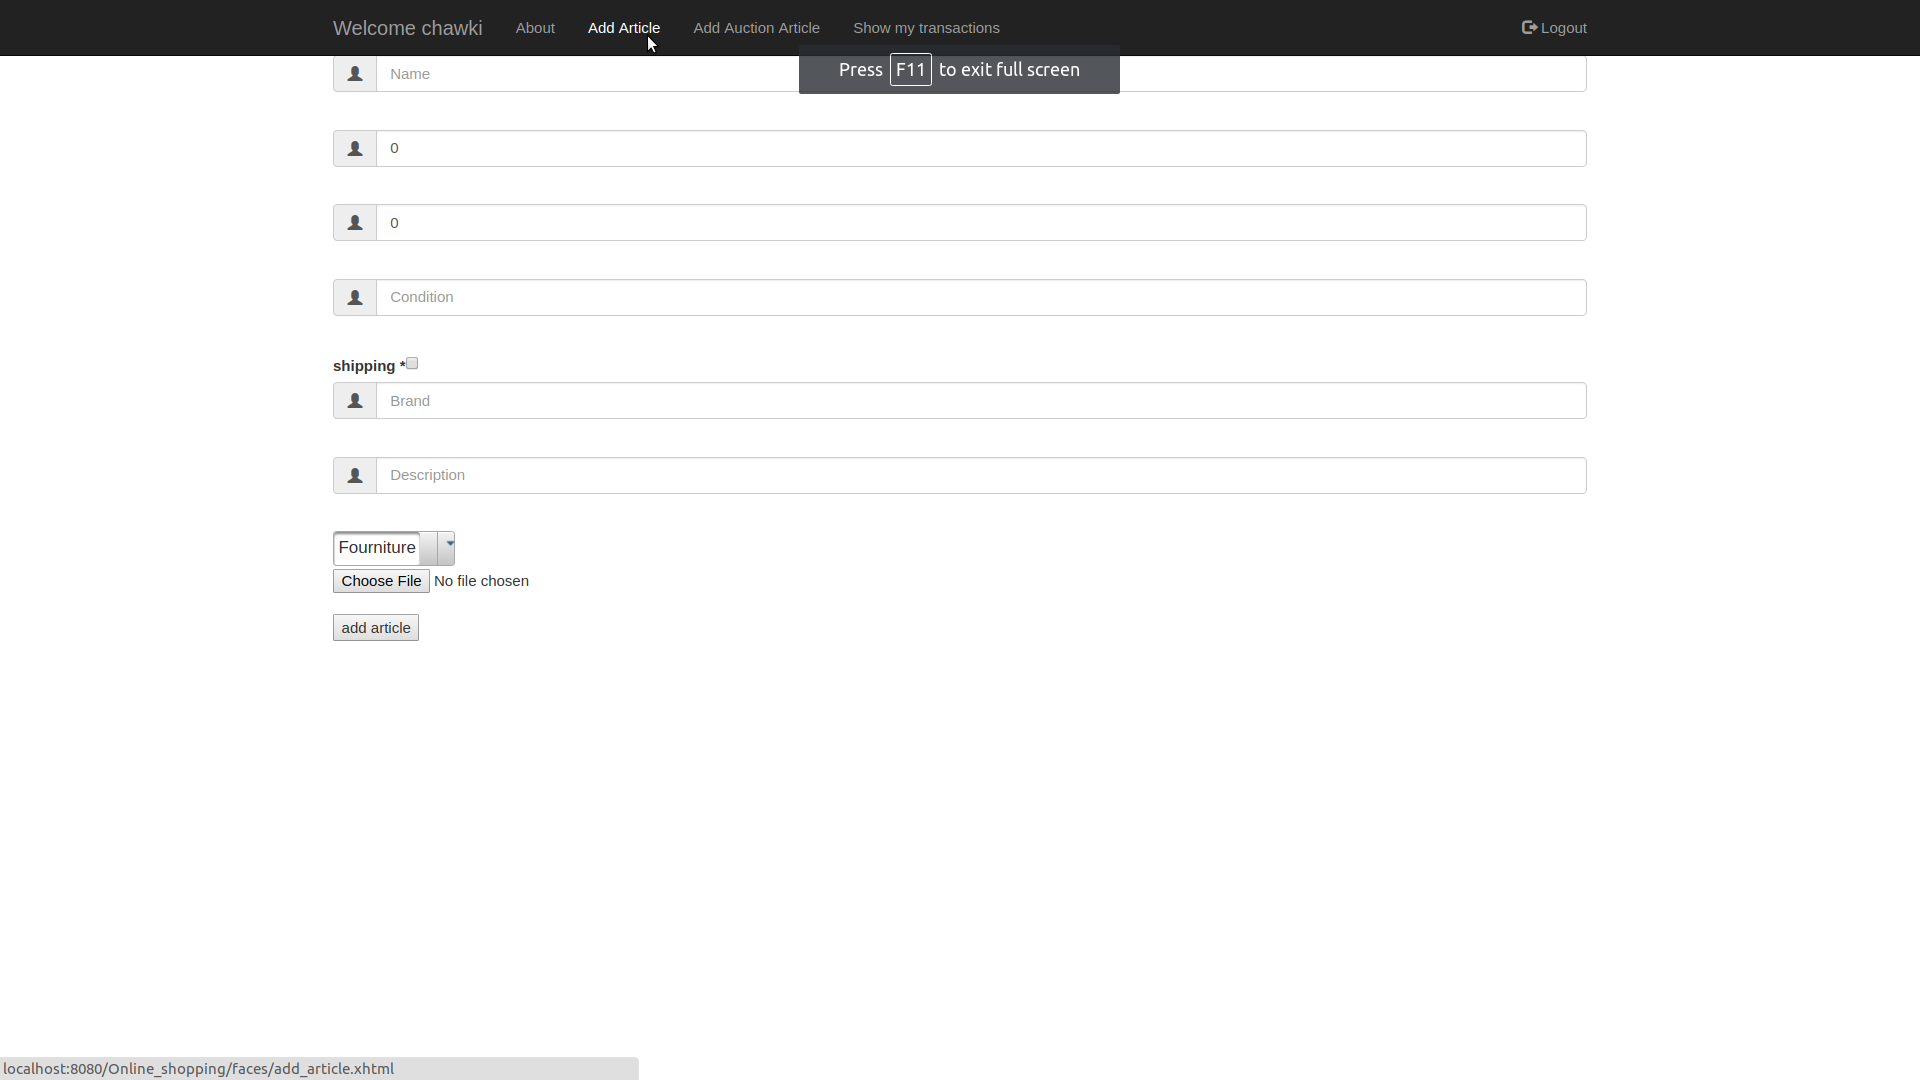 Welcome chawki About Add Article Add Auction Article Show my transactions Logout
Press F11 to exit full screen
Name
0
0
Condition
shipping *
Brand
Description
Fourniture
Choose File No file chosen
add article
localhost:8080/Online_shopping/faces/add_article.xhtml